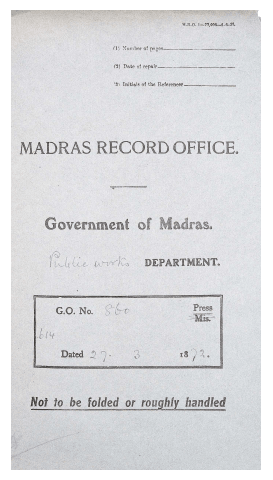 (1) Number of pages
(2) Date of repair
(3) Initials of the Referencer
MADRAS RECORD OFFICE.
Government of Madras.
Public works DEPARTMENT.
G.O. No. 860 Press
Mis.
614
Dated 27. 3 1872.
Not to be folded or roughly handled